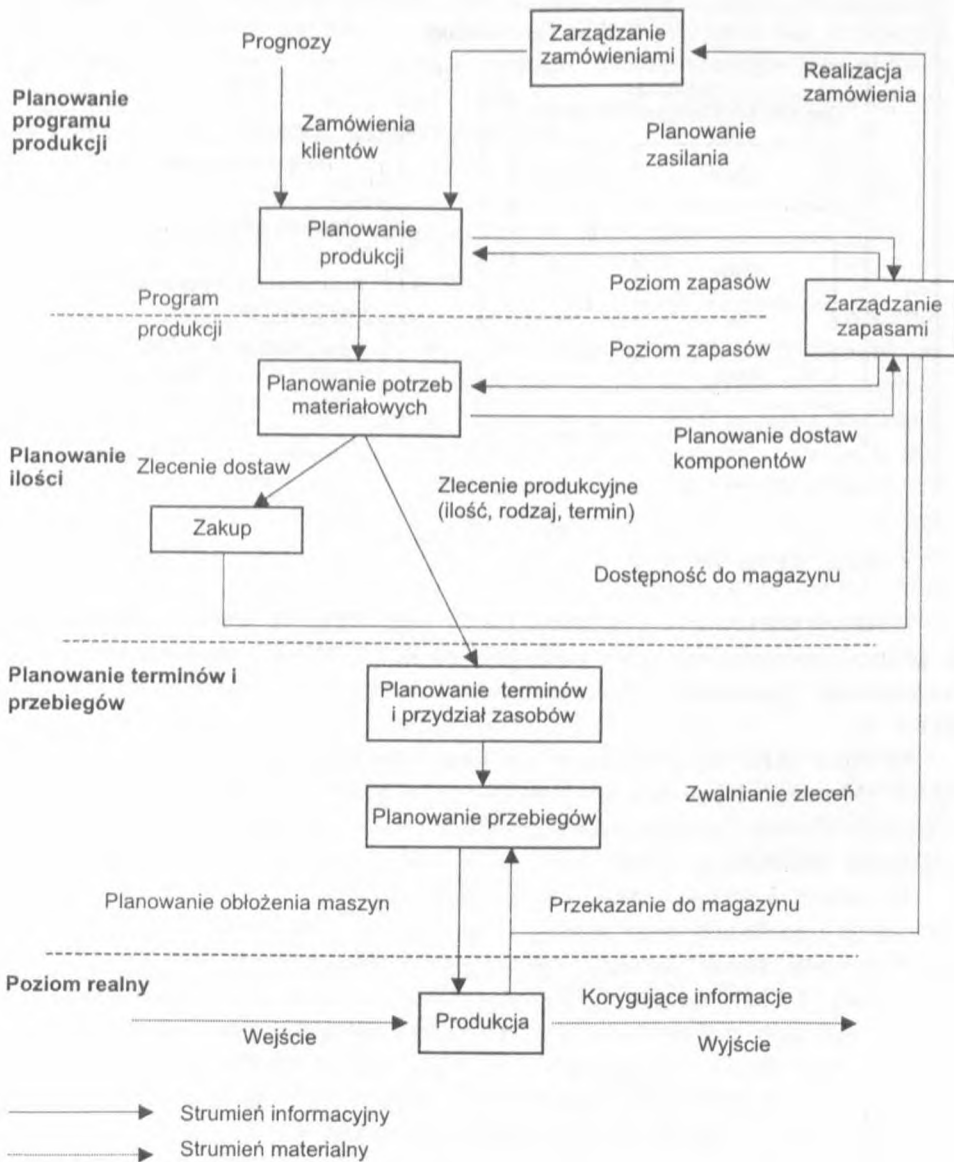 Prognozy
Zarządzanie
zamówieniami
Realizacja
zamówienia
Planowanie
programu
produkcji
Zamówienia
klientów
Planowanie
zasilania
Planowanie
produkcji
Poziom zapasów
Zarządzanie
zapasami
Program
produkcji
Poziom zapasów
Planowanie potrzeb
materiałowych
Planowanie dostaw
komponentów
Planowanie
ilości
Zlecenie dostaw
Zlecenie produkcyjne
(ilość, rodzaj, termin)
Zakup
Dostępność do magazynu
Planowanie terminów i
przebiegów
Planowanie terminów
i przydział zasobów
Zwalnianie zleceń
Planowanie przebiegów
Planowanie obłożenia maszyn
Przekazanie do magazynu
Poziom realny
Korygujące informacje
Produkcja
Wejście
Wyjście
Strumień informacyjny
Strumień materialny